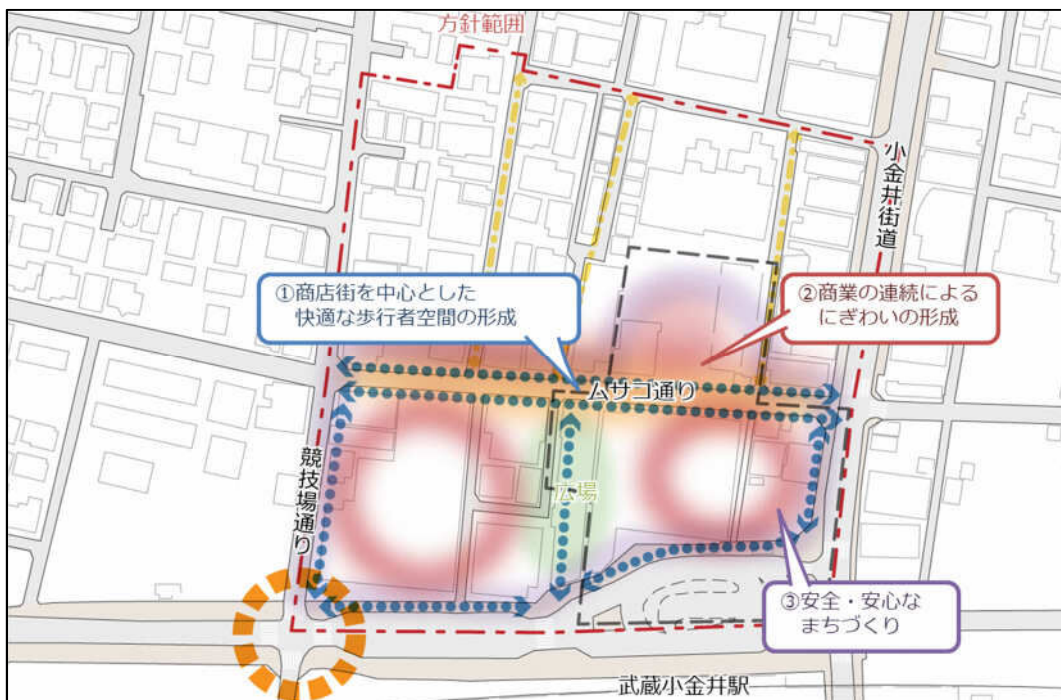 方針範囲
小金井街道
①商店街を中心とした
快適な歩行者空間の形成
②商業の連続による
にぎわいの形成
ムサコ通り
競技場通り
広場
③安全・安心な
まちづくり
武蔵小金井駅